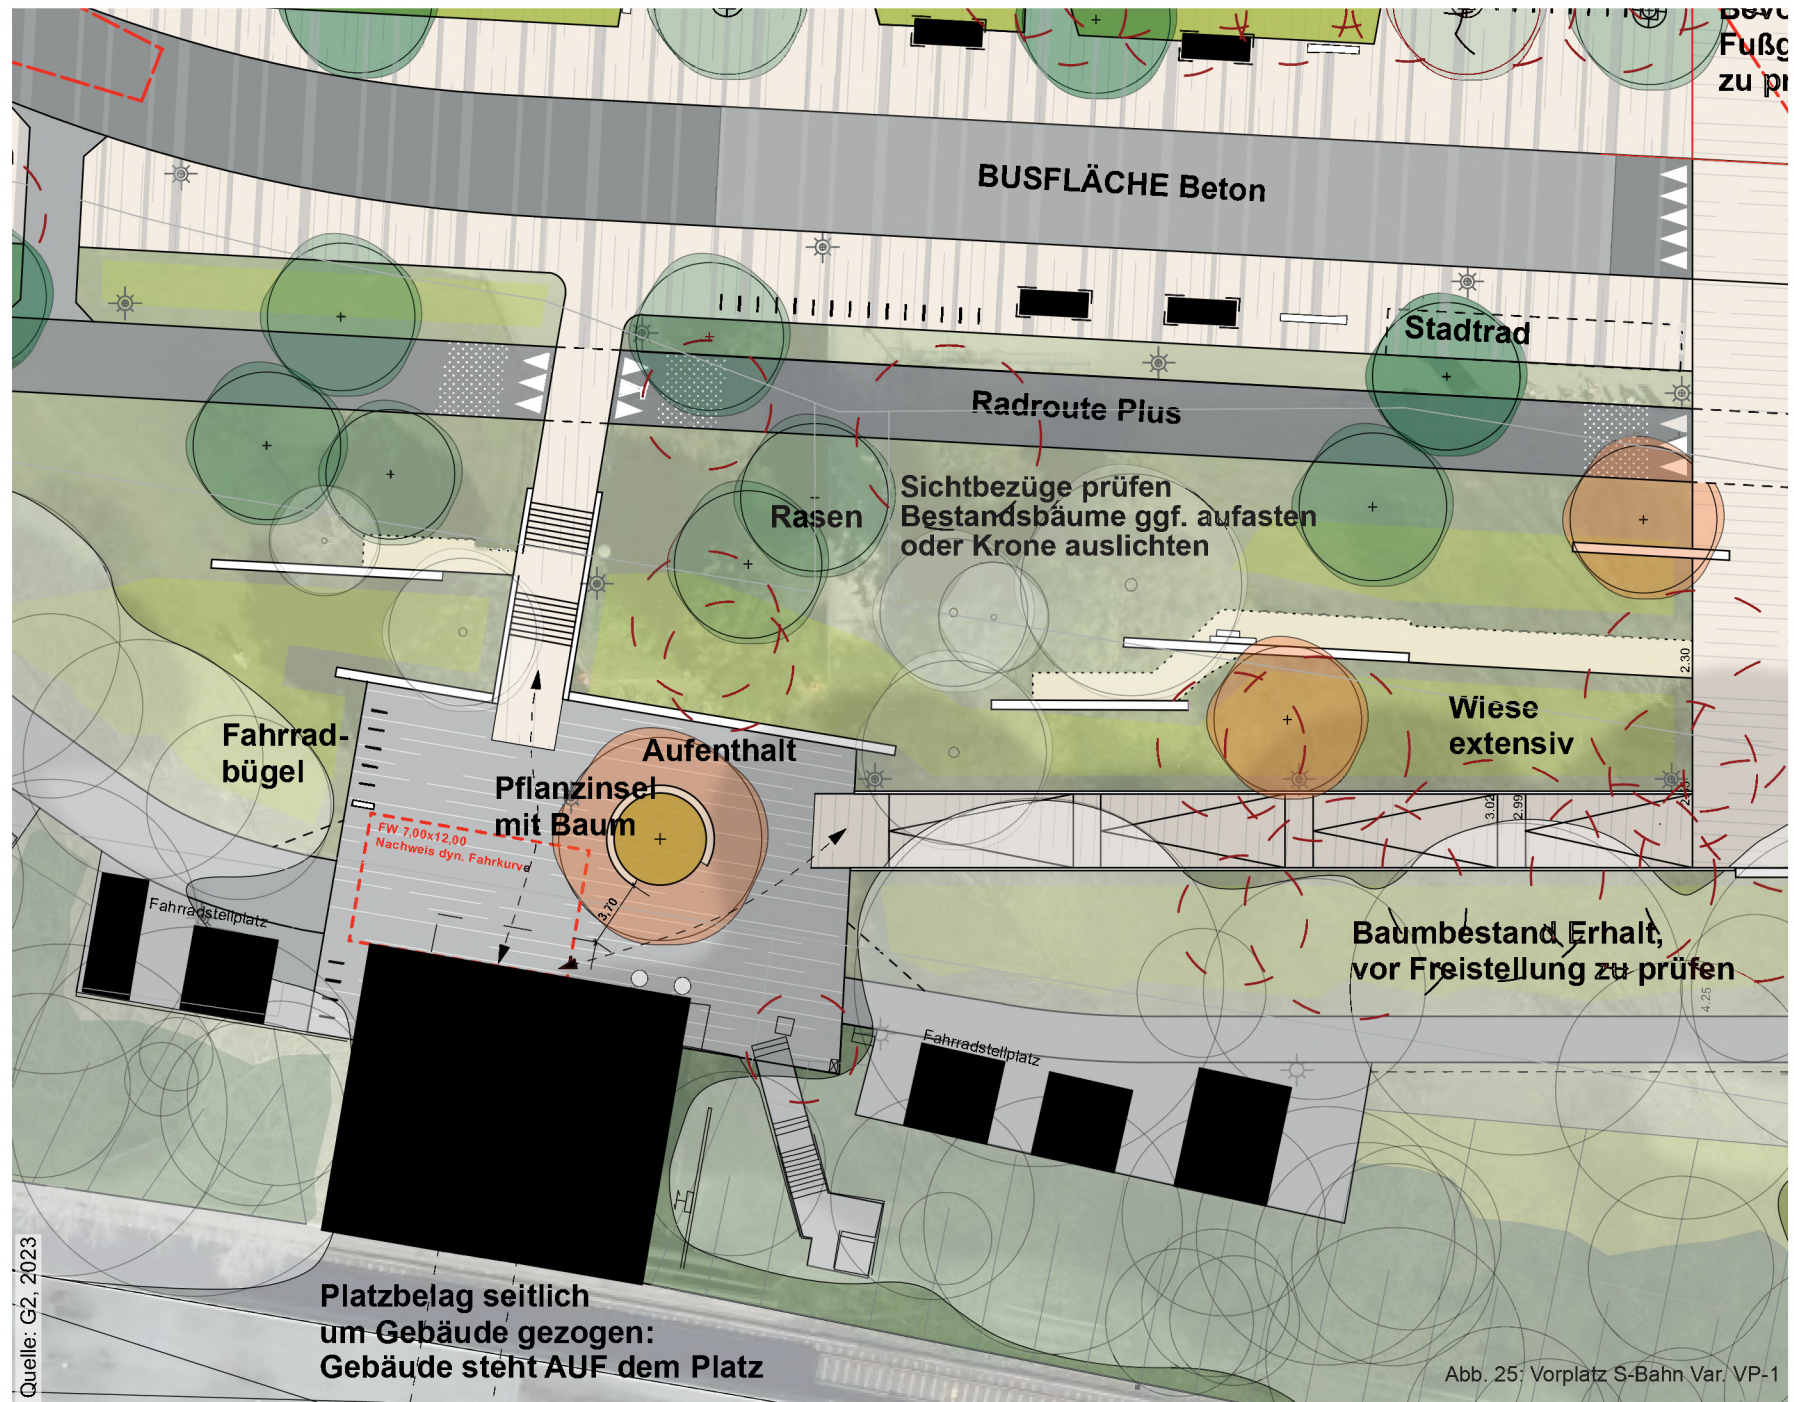 Fußg
zu pr
BUSFLÄCHE Beton
Stadtrad
Radroute Plus
Sichtbezüge prüfen
Bestandsbäume ggf. aufasten
oder Krone auslichten
Rasen
2.30
Wiese
extensiv
Fahrrad-
bügel
Aufenthalt
Pflanzinsel
mit Baum
3.02
2.99
FW 7,00x12,00
Nachweis dyn. Fahrkurve
3,70
Fahrradstellplatz
Baumbestand Erhalt,
vor Freistellung zu prüfen
4.25
Fahrradstellplatz
Platzbelag seitlich
um Gebäude gezogen:
Gebäude steht AUF dem Platz
Quelle: G2, 2023
Abb. 25: Vorplatz S-Bahn Var. VP-1